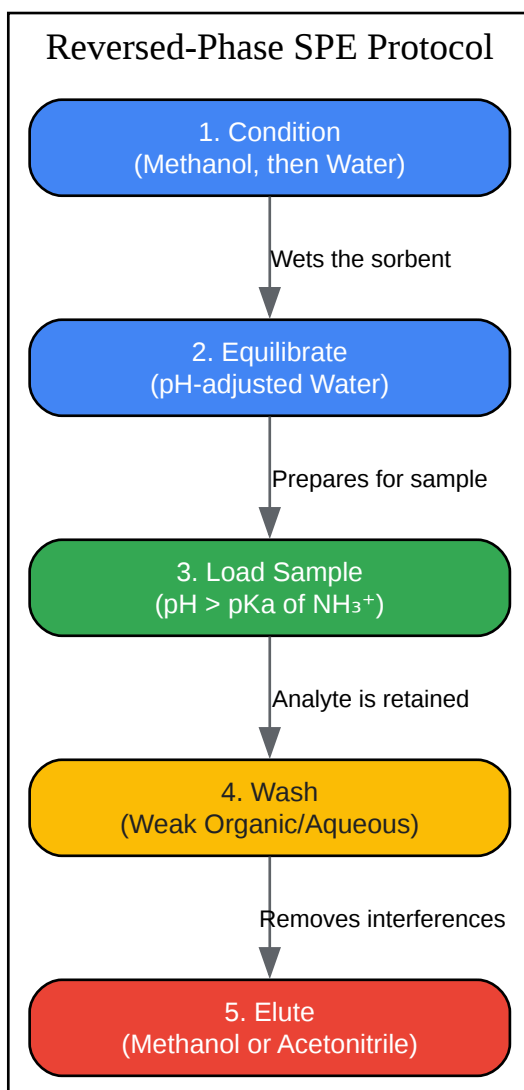 Reversed-Phase SPE Protocol
1. Condition
(Methanol, then Water)
Wets the sorbent
2. Equilibrate
(pH-adjusted Water)
Prepares for sample
3. Load Sample
(pH > pKa of NH₃⁺)
Analyte is retained
4. Wash
(Weak Organic/Aqueous)
Removes interferences
5. Elute
(Methanol or Acetonitrile)